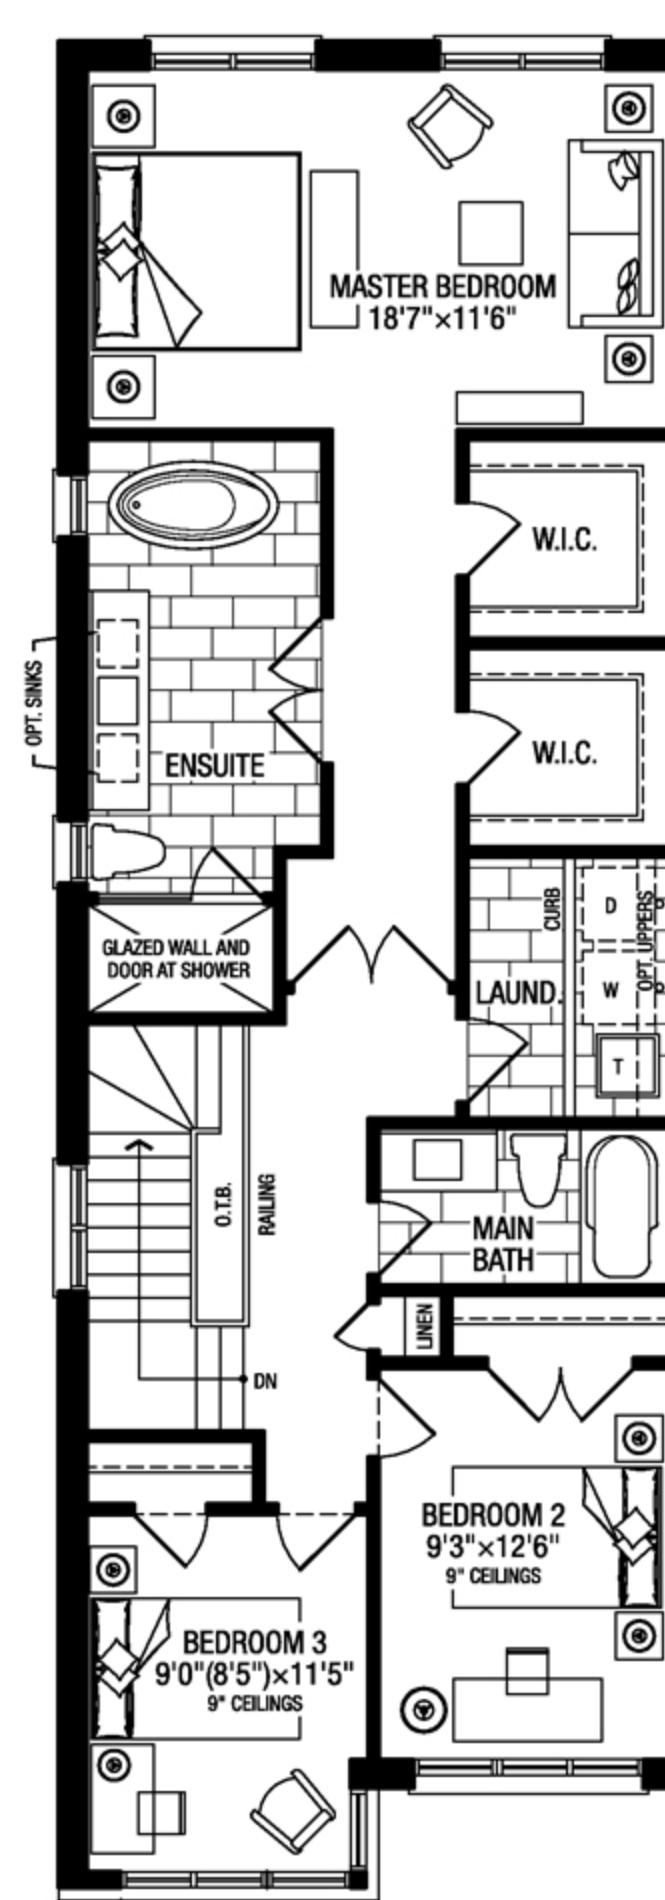 MASTER BEDROOM
18'7"×11'6"
W.I.C.
OPT. SINKS
W.I.C.
ENSUITE
GLAZED WALL AND
DOOR AT SHOWER
CURB
D
OPT. UPPERS
W
LAUND.
T
O.T.B.
RAILING
MAIN
BATH
LINEN
DN
BEDROOM 2
9'3"×12'6"
9" CEILINGS
BEDROOM 3
9'0"(8'5")×11'5"
9" CEILINGS